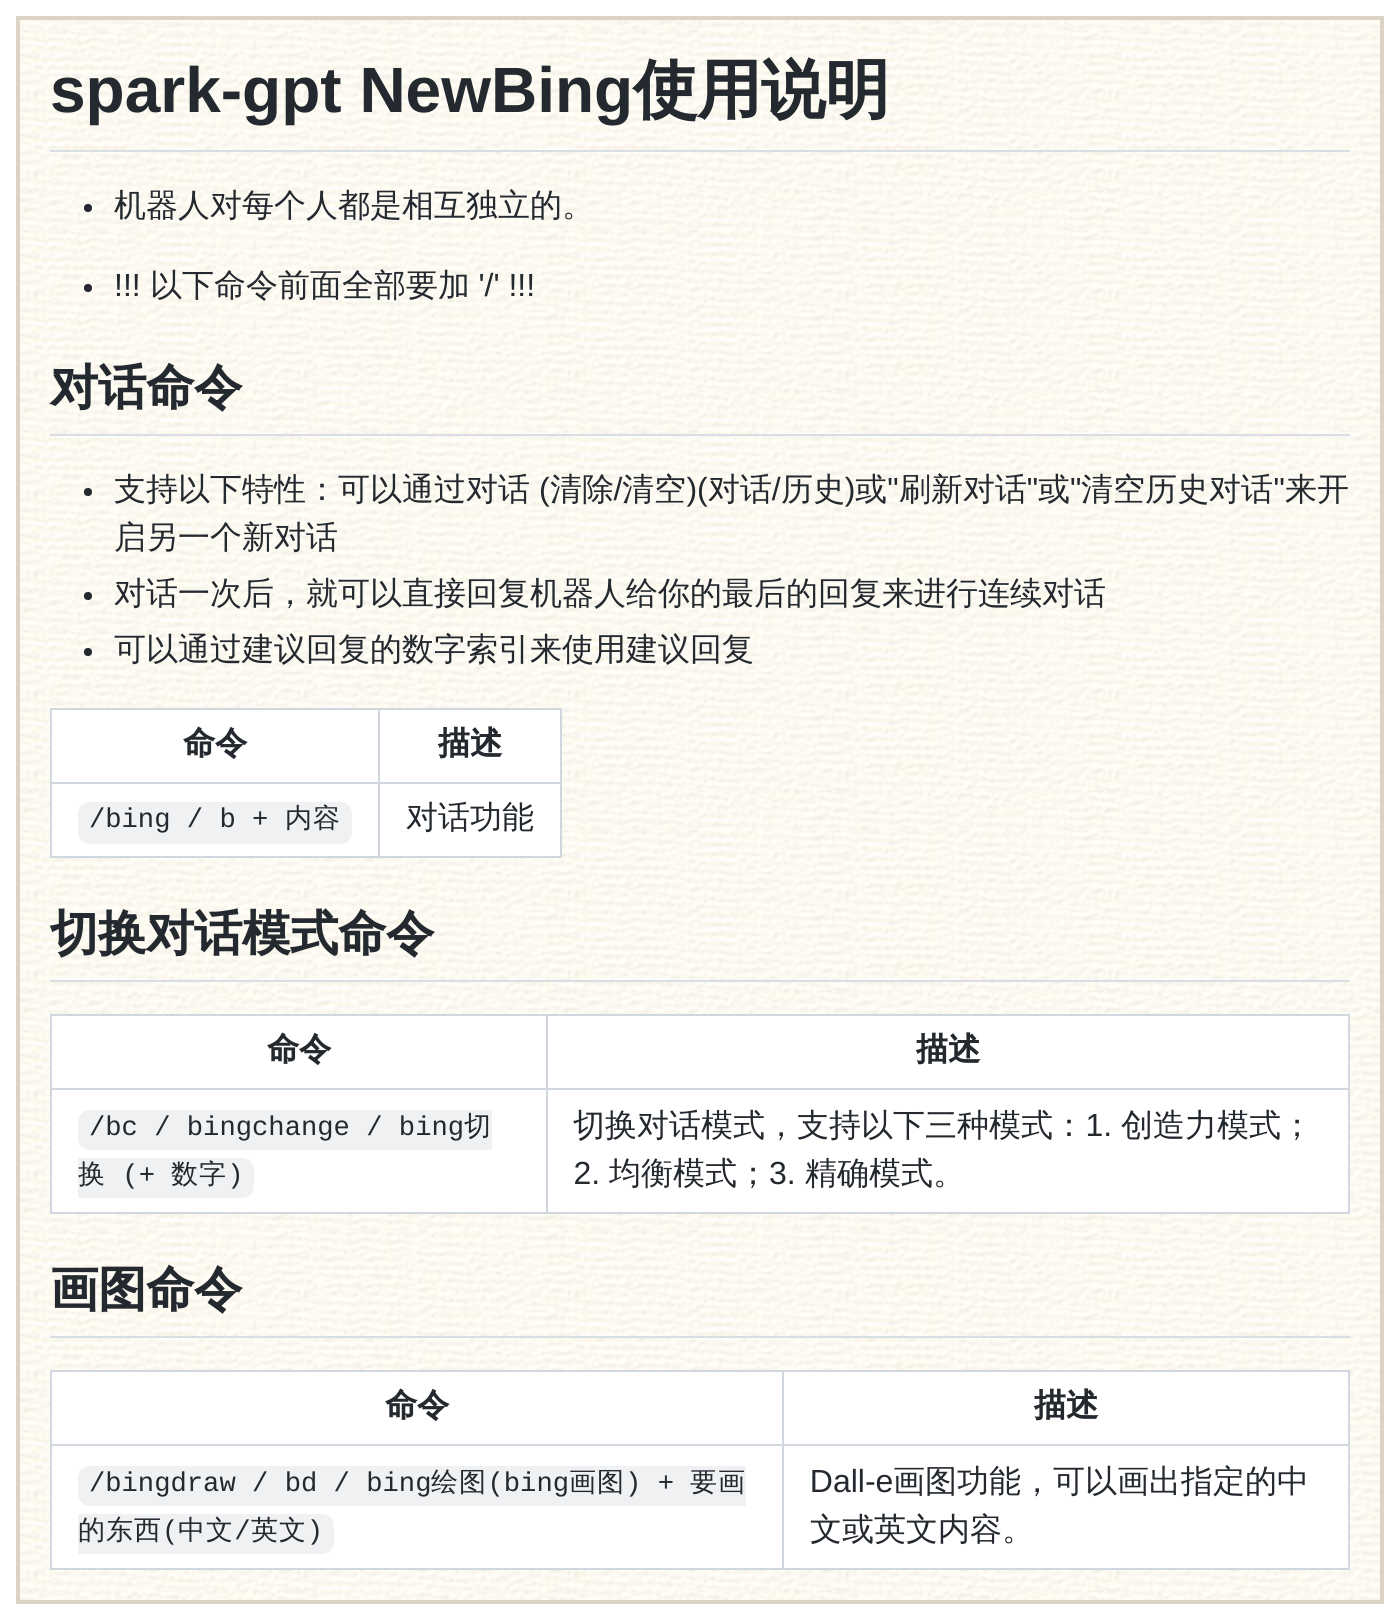 spark-gpt NewBing使用说明
机器人对每个人都是相互独立的。
!!! 以下命令前面全部要加 '/' !!!
对话命令
支持以下特性：可以通过对话 (清除/清空)(对话/历史)或"刷新对话"或"清空历史对话"来开
启另一个新对话
对话一次后，就可以直接回复机器人给你的最后的回复来进行连续对话
可以通过建议回复的数字索引来使用建议回复
命令 描述
/bing / b + 内容 对话功能
切换对话模式命令
命令 描述
/bc / bingchange / bing切 切换对话模式，支持以下三种模式：1. 创造力模式；
换 (+ 数字) 2. 均衡模式；3. 精确模式。
画图命令
命令 描述
/bingdraw / bd / bing绘图(bing画图) + 要画 Dall-e画图功能，可以画出指定的中
的东西(中文/英文) 文或英文内容。